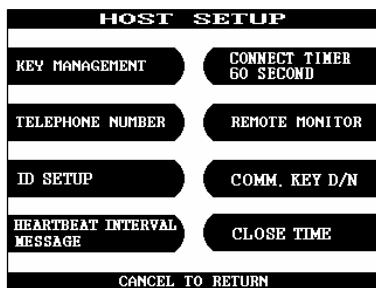 HOST SETUP
KEY MANAGEMENT
CONNECT TIMER
60 SECOND
TELEPHONE NUMBER
REMOTE MONITOR
ID SETUP
COMM. KEY D/N
HEARTBEAT INTERVAL
MESSAGE
CLOSE TIME
CANCEL TO RETURN